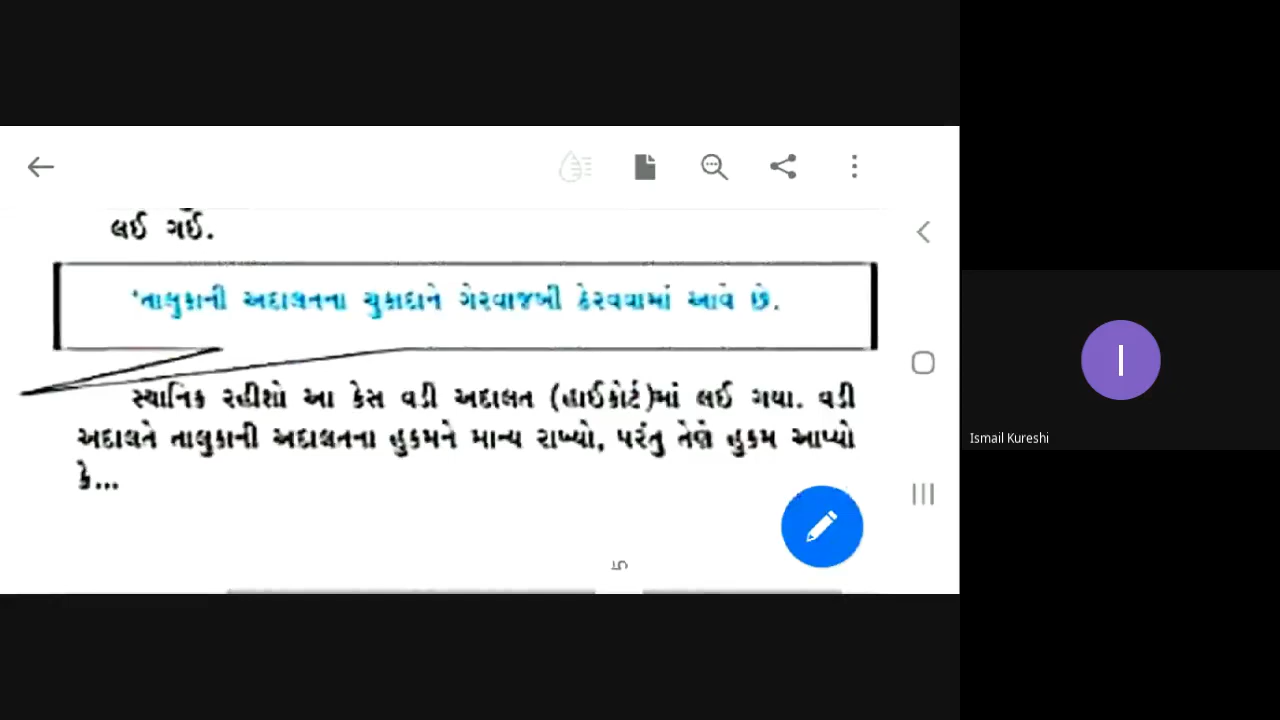 લઈ ગઈ.
'તાલુકાની અદાલતના ચુકાદાને ગેરવાજબી ઠેરવવામાં આવે છે.
સ્થાનિક રહીશો આ કેસ વડી અદાલત (હાઈકોર્ટ)માં લઈ ગયા. વડી
અદાલતે તાલુકાની અદાલતના હુકમને માન્ય રાખ્યો, પરંતુ તેણે હુકમ આપ્યો
કે...
I
Ismail Kureshi